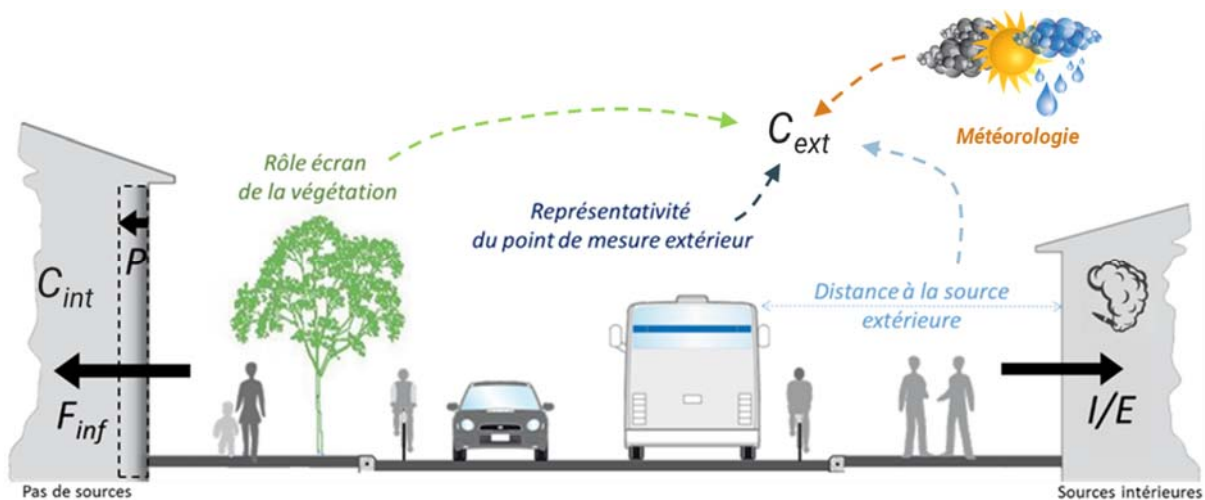 Météorologie
C_ext
Rôle écran
de la végétation
Représentativité
du point de mesure extérieur
P
C_int
Distance à la source
extérieure
F_inf
I/E
Pas de sources
Sources intérieures